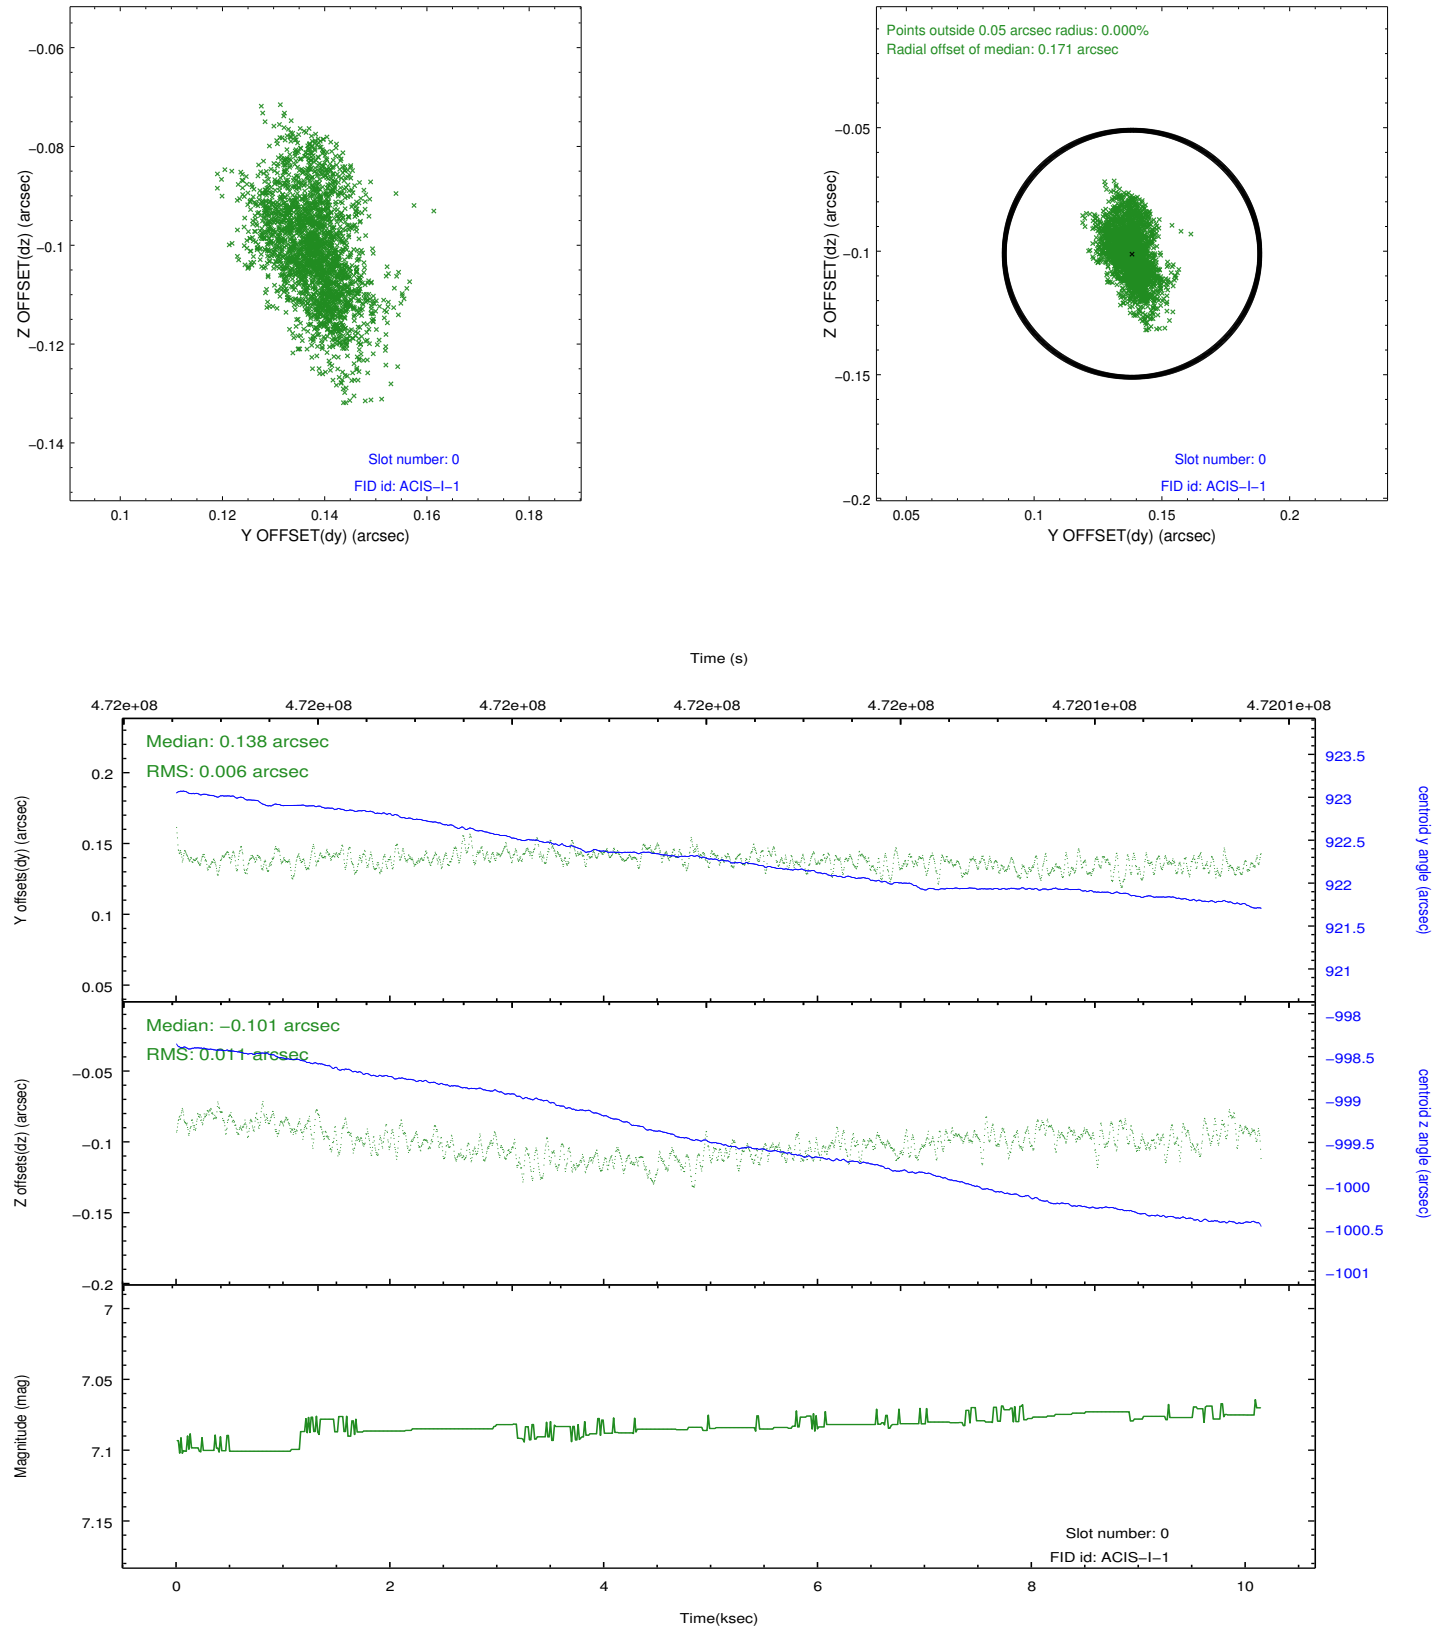 −0.06
−0.08
−0.1
−0.12
−0.14
Z OFFSET(dz) (arcsec)
Slot number: 0
FID id: ACIS−I−1
0.1 0.12 0.14 0.16 0.18
Y OFFSET(dy) (arcsec)
Points outside 0.05 arcsec radius: 0.000%
Radial offset of median: 0.171 arcsec
−0.05
−0.1
−0.15
−0.2
Z OFFSET(dz) (arcsec)
Slot number: 0
FID id: ACIS−I−1
0.05 0.1 0.15 0.2
Y OFFSET(dy) (arcsec)
Time (s)
4.72e+08 4.72e+08 4.72e+08 4.72e+08 4.72e+08 4.7201e+08 4.7201e+08
Median: 0.138 arcsec
RMS: 0.006 arcsec
0.2
0.15
0.1
0.05
Y offsets(dy) (arcsec)
923.5
923
922.5
922
921.5
921
centroid y angle (arcsec)
Median: −0.101 arcsec
RMS: 0.011 arcsec
−0.05
−0.1
−0.15
−0.2
Z offsets(dz) (arcsec)
−998
−998.5
−999
−999.5
−1000
−1000.5
−1001
centroid z angle (arcsec)
7
7.05
7.1
7.15
Magnitude (mag)
Slot number: 0
FID id: ACIS−I−1
0 2 4 6 8 10
Time(ksec)